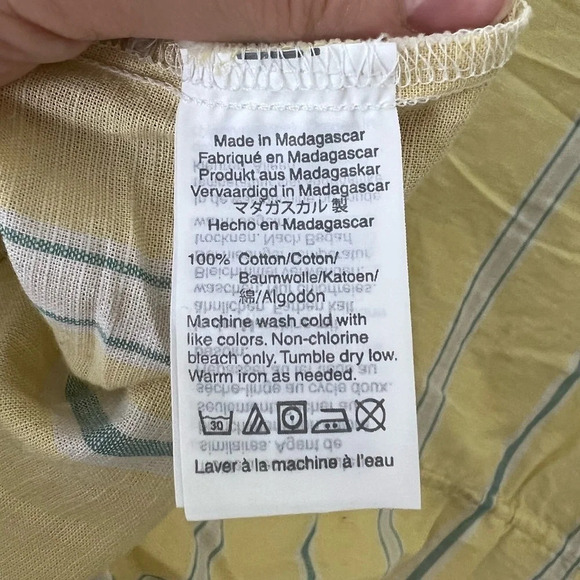 Made in Madagascar
Fabriqué en Madagascar
Produkt aus Madagaskar
Vervaardigd in Madagascar
マダガスカル 製
Hecho en Madagascar
100% Cotton/Coton/
Baumwolle/Katoen/
綿/Algodón
Machine wash cold with
like colors. Non-chlorine
bleach only. Tumble dry low.
Warm iron as needed.
30
Laver à la machine à l'eau